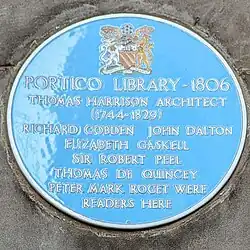 PORTICO LIBRARY - 1806
THOMAS HARRISON ARCHITECT
(1744-1829)
RICHARD COBDEN JOHN DALTON
ELIZABETH GASKELL
SIR ROBERT PEEL
THOMAS DE QUINCEY
PETER MARK ROGET WERE
READERS HERE